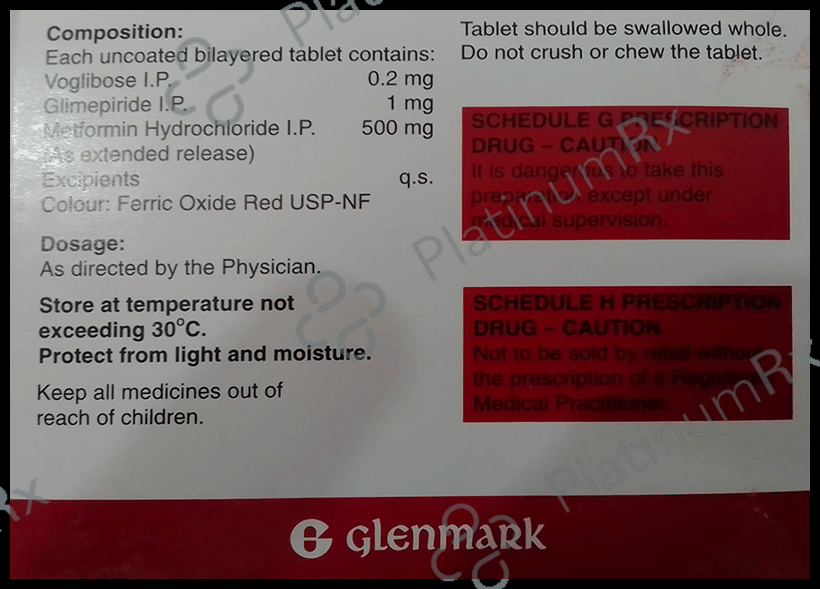 Composition:
Each uncoated bilayered tablet contains:
Voglibose I.P. 0.2 mg
Glimepiride I.P. 1 mg
Metformin Hydrochloride I.P. 500 mg
(As extended release)
Excipients q.s.
Colour: Ferric Oxide Red USP-NF
Dosage:
As directed by the Physician.
Store at temperature not
exceeding 30°C.
Protect from light and moisture.
Keep all medicines out of
reach of children.
Tablet should be swallowed whole.
Do not crush or chew the tablet.
SCHEDULE G PRESCRIPTION
DRUG – CAUTION
It is dangerous to take this
preparation except under
medical supervision.
SCHEDULE H PRESCRIPTION
DRUG – CAUTION
Not to be sold by retail without
the prescription of a Registered
Medical Practitioner.
GLENMARK
PlatinumRx
PlatinumRx
PlatinumRx
Rx